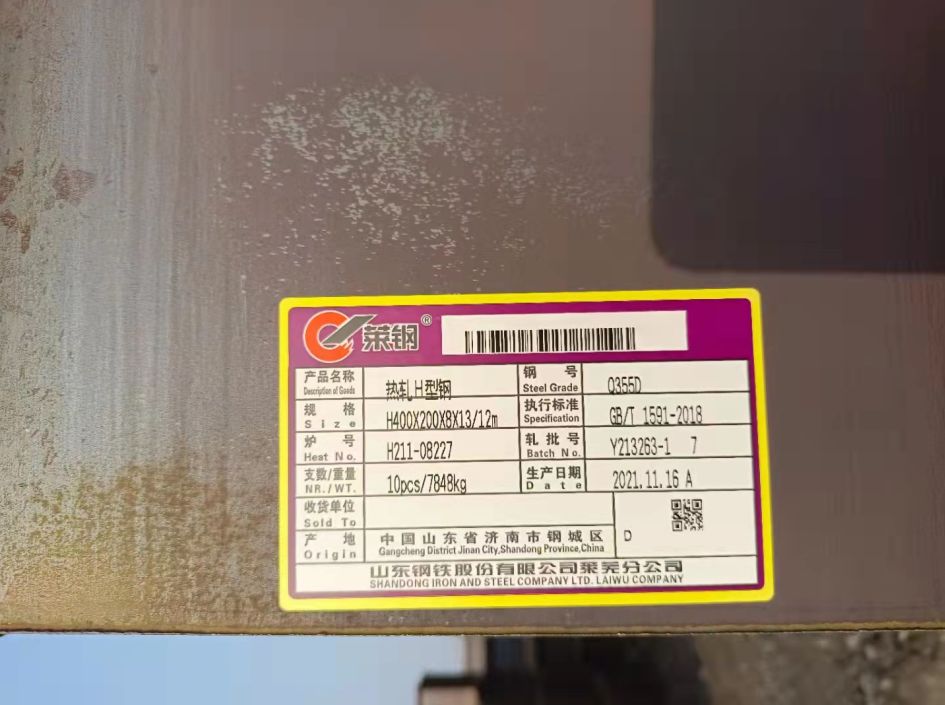 莱钢®
产品名称 热轧H型钢 钢 号 Q355D
Description of Goods Steel Grade
规 格 H400X200X8X13/12m 执行标准 GB/T 1591-2018
Size Specification
炉 号 H211-08227 轧批号 Y213263-1 7
Heat No. Batch No.
支数/重量 10pcs/7848kg 生产日期 2021.11.16 A
NR./WT. Date
收货单位
Sold To
产 地 中国山东省济南市钢城区 D
Origin Gangcheng District Jinan City,Shandong Province,China
山东钢铁股份有限公司莱芜分公司
SHANDONG IRON AND STEEL COMPANY LTD. LAIWU COMPANY